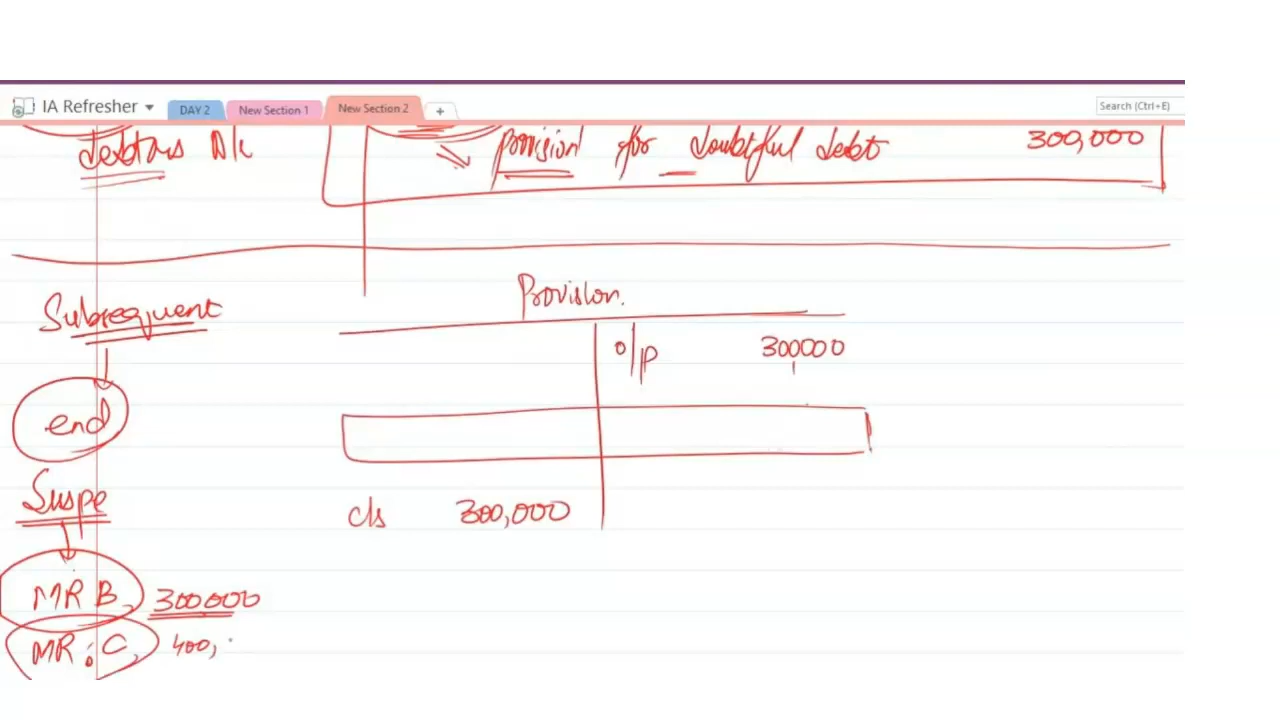 IA Refresher
DAY 2 New Section 1 New Section 2 +
Search (Ctrl+E)
debtors A/c
provision for doubtful debt 300,000
Subsequent
Provision.
o/p 300000
end
Suspe
c/s 300,000
MR B, 300000
MR : C, 400,